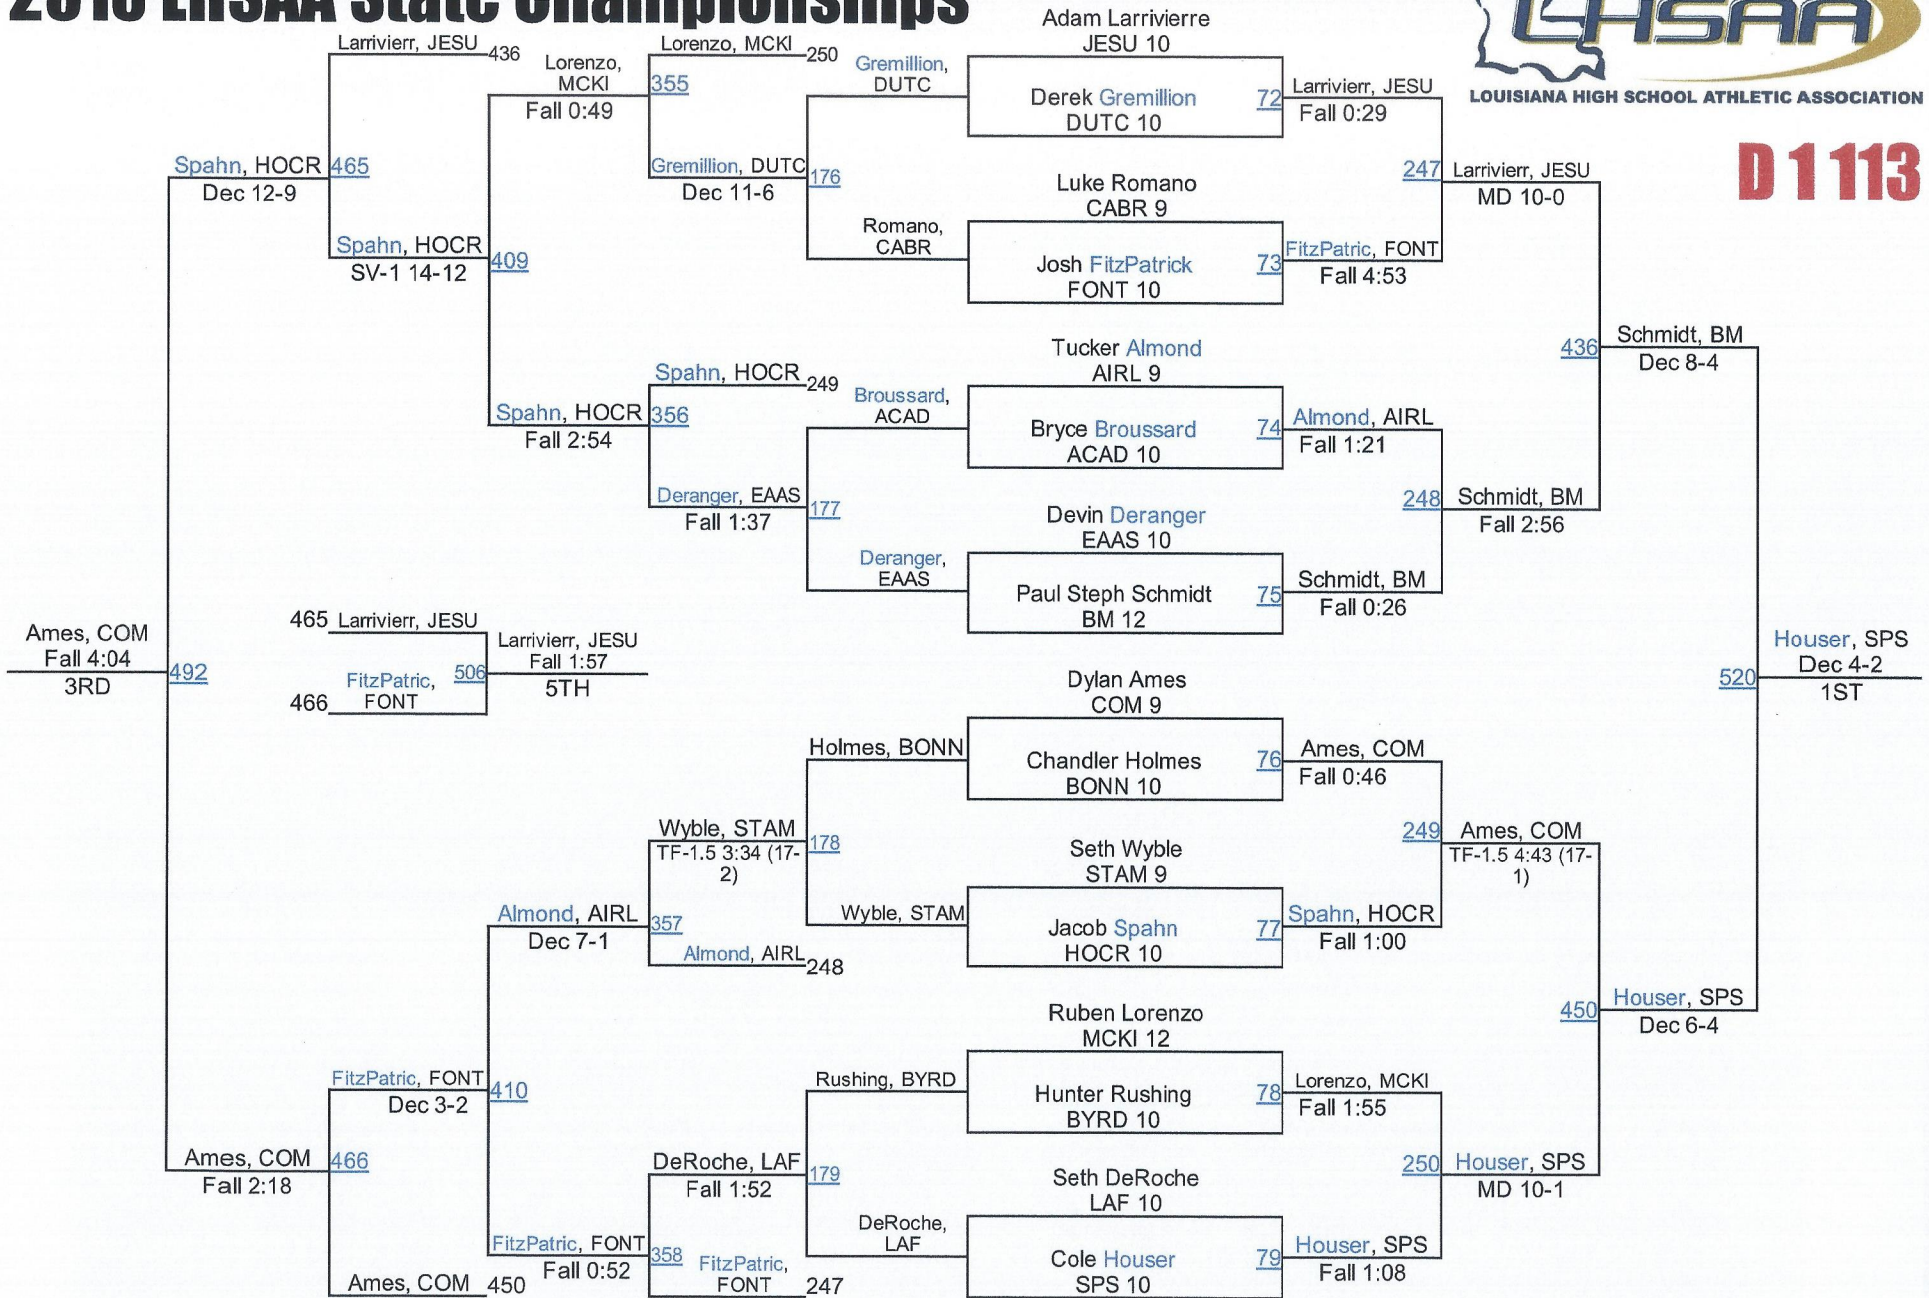 2016 LHSAA State Championships
LHSAA
LOUISIANA HIGH SCHOOL ATHLETIC ASSOCIATION
D 1 113
Larrivierr, JESU
436
Spahn, HOCR
465
Dec 12-9
Spahn, HOCR
SV-1 14-12
409
Lorenzo,
MCKI
Fall 0:49
355
Lorenzo, MCKI
250
Gremillion, DUTC
Dec 11-6
176
Gremillion,
DUTC
Romano,
CABR
Spahn, HOCR
Fall 2:54
356
Spahn, HOCR
249
Deranger, EAAS
Fall 1:37
177
Broussard,
ACAD
Deranger,
EAAS
Ames, COM
Fall 4:04
3RD
492
465 Larrivierr, JESU
FitzPatric,
FONT
466
506
Larrivierr, JESU
Fall 1:57
5TH
Holmes, BONN
Wyble, STAM
TF-1.5 3:34 (17-
2)
178
Wyble, STAM
Almond, AIRL
Dec 7-1
357
Almond, AIRL
248
FitzPatric, FONT
Dec 3-2
410
Ames, COM
Fall 2:18
466
Rushing, BYRD
DeRoche, LAF
Fall 1:52
179
DeRoche,
LAF
FitzPatric, FONT
Fall 0:52
358
FitzPatric,
FONT
247
Ames, COM
450
Adam Larrivierre
JESU 10
Derek Gremillion
DUTC 10
72
Larrivierr, JESU
Fall 0:29
Luke Romano
CABR 9
Josh FitzPatrick
FONT 10
73
FitzPatric, FONT
Fall 4:53
247
Larrivierr, JESU
MD 10-0
Tucker Almond
AIRL 9
Bryce Broussard
ACAD 10
74
Almond, AIRL
Fall 1:21
Devin Deranger
EAAS 10
Paul Steph Schmidt
BM 12
75
Schmidt, BM
Fall 0:26
248
Schmidt, BM
Fall 2:56
436
Schmidt, BM
Dec 8-4
Dylan Ames
COM 9
Chandler Holmes
BONN 10
76
Ames, COM
Fall 0:46
Seth Wyble
STAM 9
Jacob Spahn
HOCR 10
77
Spahn, HOCR
Fall 1:00
249
Ames, COM
TF-1.5 4:43 (17-
1)
Ruben Lorenzo
MCKI 12
Hunter Rushing
BYRD 10
78
Lorenzo, MCKI
Fall 1:55
Seth DeRoche
LAF 10
Cole Houser
SPS 10
79
Houser, SPS
Fall 1:08
250
Houser, SPS
MD 10-1
450
Houser, SPS
Dec 6-4
520
Houser, SPS
Dec 4-2
1ST